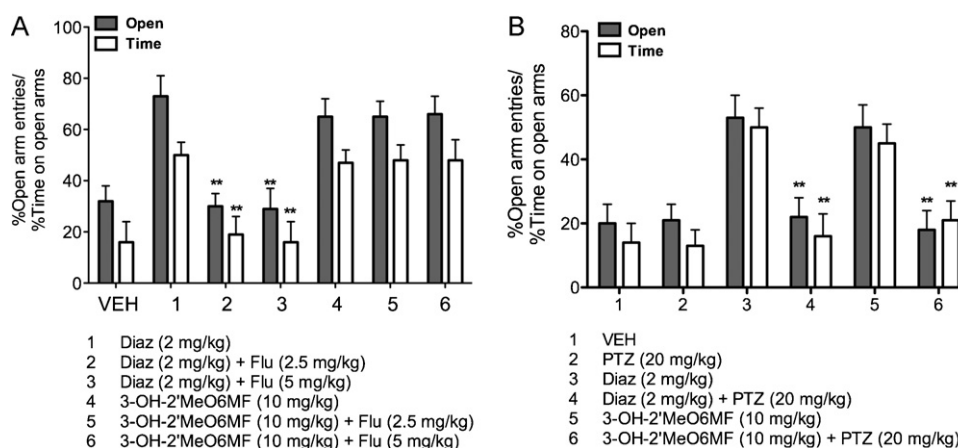 A
Open
Time
%Open arm entries/
%Time on open arms
100
80
60
40
20
0
** ** ** **
VEH 1 2 3 4 5 6
1 Diaz (2 mg/kg)
2 Diaz (2 mg/kg) + Flu (2.5 mg/kg)
3 Diaz (2 mg/kg) + Flu (5 mg/kg)
4 3-OH-2'MeO6MF (10 mg/kg)
5 3-OH-2'MeO6MF (10 mg/kg) + Flu (2.5 mg/kg)
6 3-OH-2'MeO6MF (10 mg/kg) + Flu (5 mg/kg)
B
Open
Time
%Open arm entries/
%Time on open arms
80
60
40
20
0
** ** ** **
1 2 3 4 5 6
1 VEH
2 PTZ (20 mg/kg)
3 Diaz (2 mg/kg)
4 Diaz (2 mg/kg) + PTZ (20 mg/kg)
5 3-OH-2'MeO6MF (10 mg/kg)
6 3-OH-2'MeO6MF (10 mg/kg) + PTZ (20 mg/kg)